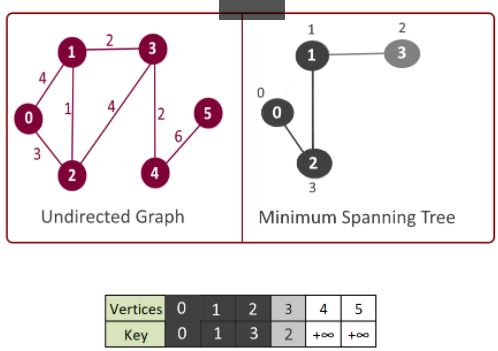 1 2 3
4 1 4 2
0 5
3 6
2 4
Undirected Graph
1 2
1 3
0
0
2
3
Minimum Spanning Tree
Vertices 0 1 2 3 4 5
Key 0 1 3 2 +∞ +∞